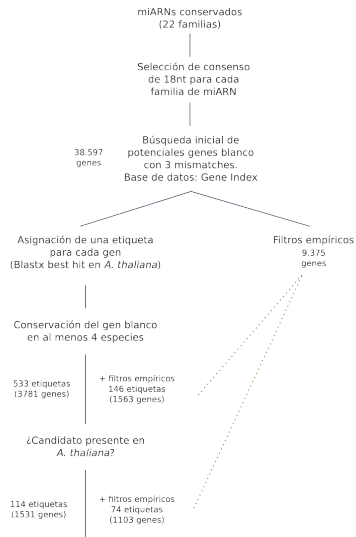 miARNs conservados
(22 familias)
Selección de consenso
de 18nt para cada
familia de miARN
38.597
genes
Búsqueda inicial de
potenciales genes blanco
con 3 mismatches.
Base de datos: Gene Index
Asignación de una etiqueta
para cada gen
(Blastx best hit en A. thaliana)
Filtros empíricos
9.375
genes
Conservación del gen blanco
en al menos 4 especies
533 etiquetas
(3781 genes)
+ filtros empíricos
146 etiquetas
(1563 genes)
¿Candidato presente en
A. thaliana?
114 etiquetas
(1531 genes)
+ filtros empíricos
74 etiquetas
(1103 genes)